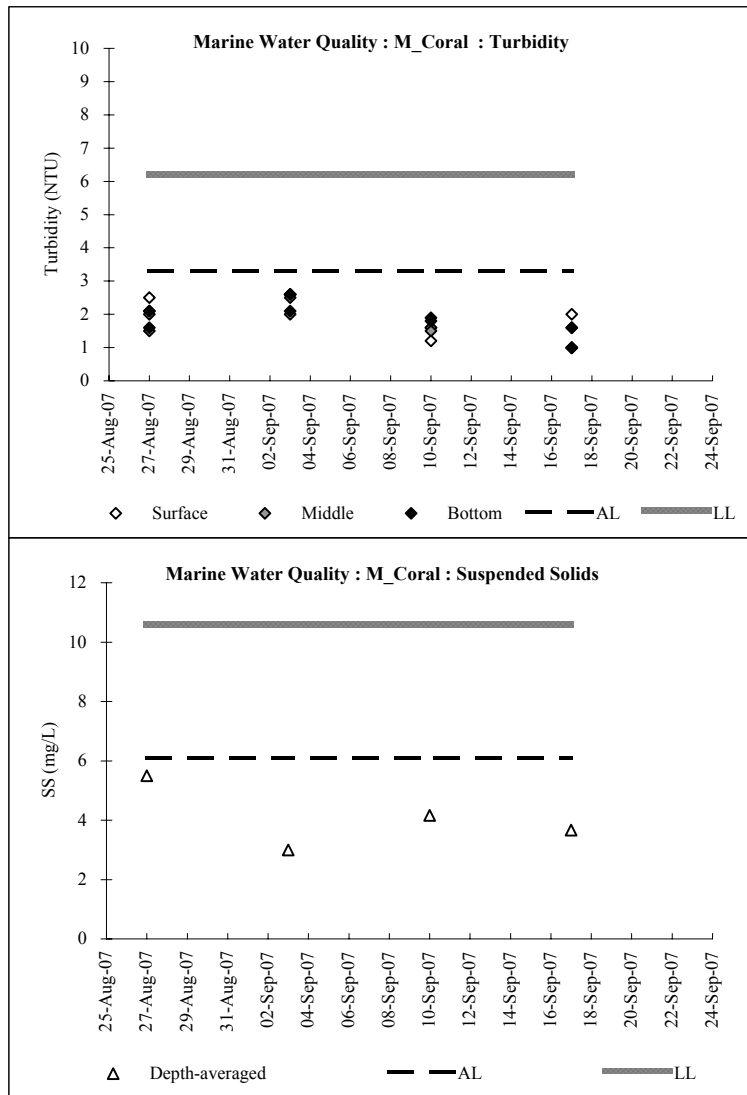 Marine Water Quality : M_Coral : Turbidity
Turbidity (NTU)
10
9
8
7
6
5
4
3
2
1
0
25-Aug-07
27-Aug-07
29-Aug-07
31-Aug-07
02-Sep-07
04-Sep-07
06-Sep-07
08-Sep-07
10-Sep-07
12-Sep-07
14-Sep-07
16-Sep-07
18-Sep-07
20-Sep-07
22-Sep-07
24-Sep-07
Surface Middle Bottom AL LL
Marine Water Quality : M_Coral : Suspended Solids
SS (mg/L)
12
10
8
6
4
2
0
25-Aug-07
27-Aug-07
29-Aug-07
31-Aug-07
02-Sep-07
04-Sep-07
06-Sep-07
08-Sep-07
10-Sep-07
12-Sep-07
14-Sep-07
16-Sep-07
18-Sep-07
20-Sep-07
22-Sep-07
24-Sep-07
Depth-averaged AL LL